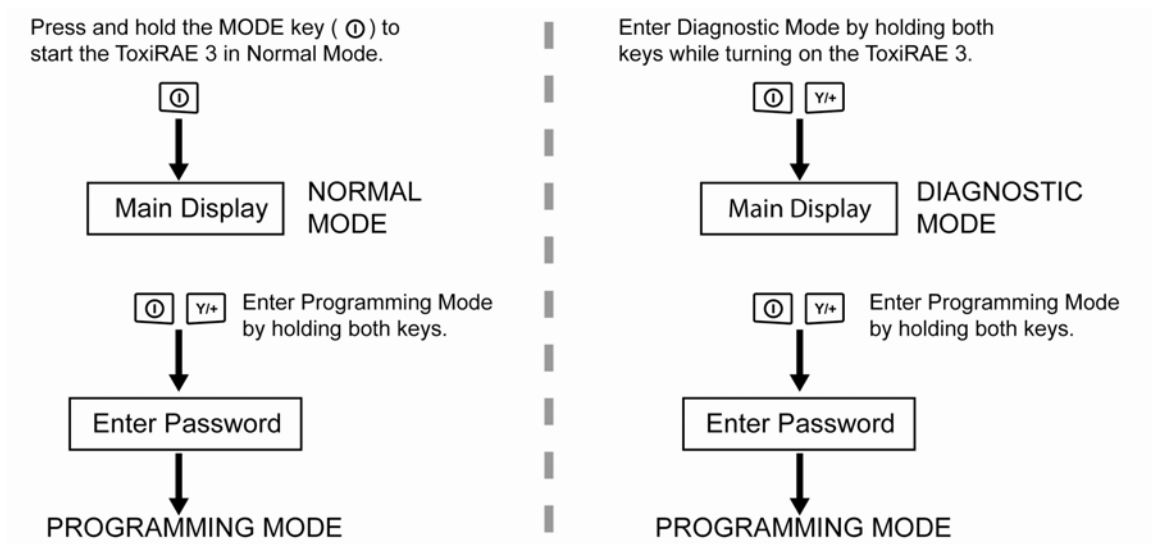 Press and hold the MODE key ( ⏼ ) to
start the ToxiRAE 3 in Normal Mode.
Y/+
Main Display
NORMAL
MODE
Y/+
Enter Programming Mode
by holding both keys.
Enter Password
PROGRAMMING MODE
Enter Diagnostic Mode by holding both
keys while turning on the ToxiRAE 3.
Y/+
Main Display
DIAGNOSTIC
MODE
Y/+
Enter Programming Mode
by holding both keys.
Enter Password
PROGRAMMING MODE